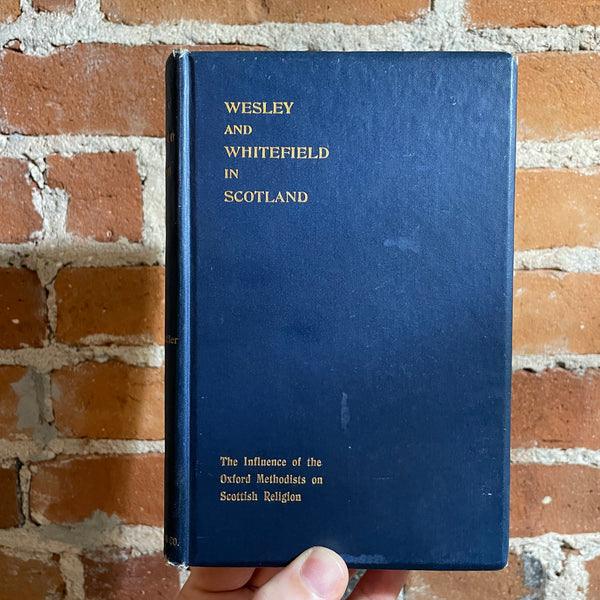 WESLEY
AND
WHITEFIELD
IN
SCOTLAND
The Influence of the
Oxford Methodists on
Scottish Religion